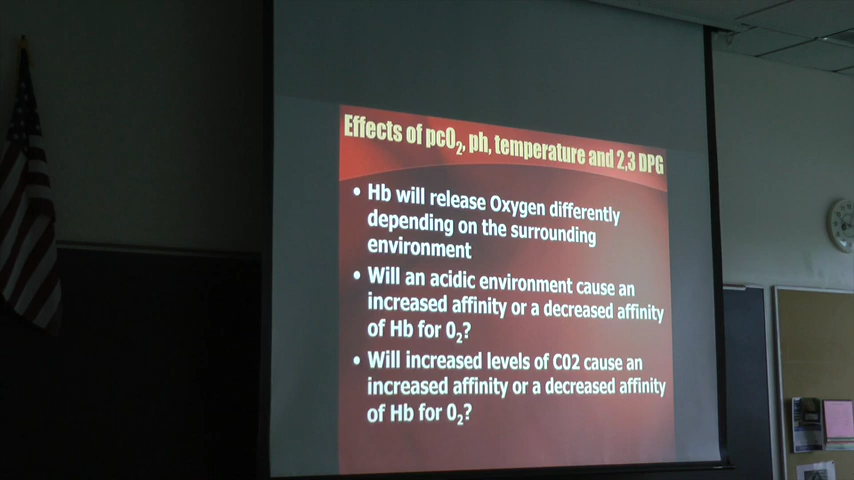 Effects of pcO₂, ph, temperature and 2,3 DPG
• Hb will release Oxygen differently
depending on the surrounding
environment
• Will an acidic environment cause an
increased affinity or a decreased affinity
of Hb for 0₂?
• Will increased levels of C02 cause an
increased affinity or a decreased affinity
of Hb for 0₂?